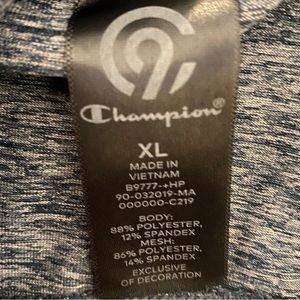 C9
Champion
XL
MADE IN
VIETNAM
B9777-+HP
90-032019-MA
000000-C219
BODY:
88% POLYESTER,
12% SPANDEX
MESH:
86% POLYESTER,
14% SPANDEX
EXCLUSIVE
OF DECORATION